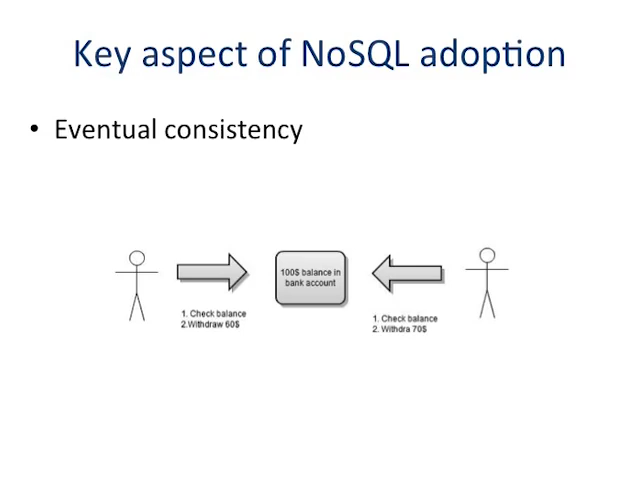 Key aspect of NoSQL adoption
• Eventual consistency
100$ balance in
bank account
1. Check balance
2.Withdraw 60$
1. Check balance
2. Withdra 70$